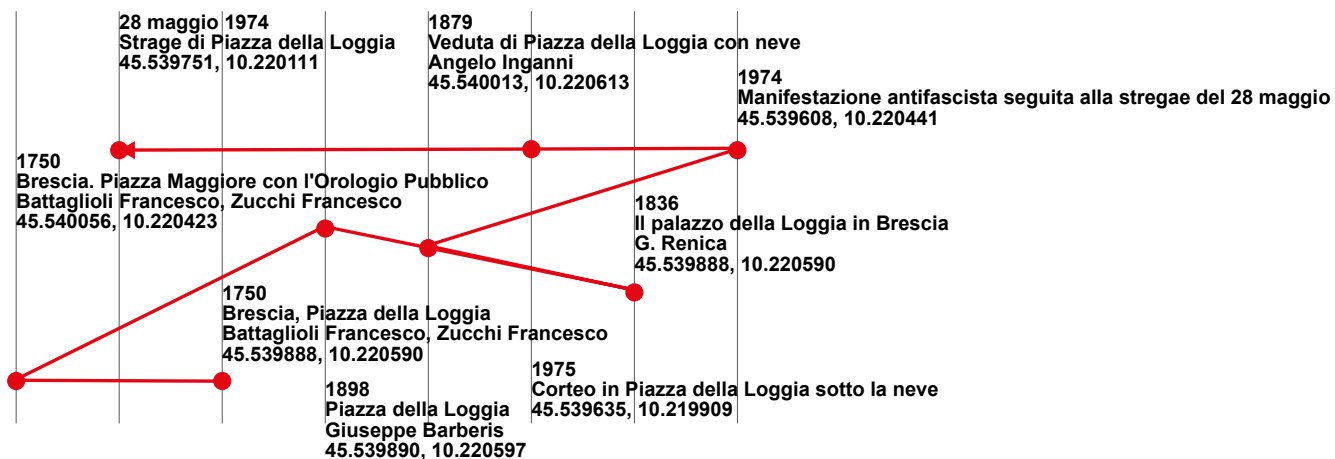 28 maggio 1974
Strage di Piazza della Loggia
45.539751, 10.220111
1879
Veduta di Piazza della Loggia con neve
Angelo Inganni
45.540013, 10.220613
1974
Manifestazione antifascista seguita alla stregae del 28 maggio
45.539608, 10.220441
1750
Brescia. Piazza Maggiore con l'Orologio Pubblico
Battaglioli Francesco, Zucchi Francesco
45.540056, 10.220423
1836
Il palazzo della Loggia in Brescia
G. Renica
45.539888, 10.220590
1750
Brescia, Piazza della Loggia
Battaglioli Francesco, Zucchi Francesco
45.539888, 10.220590
1898
Piazza della Loggia
Giuseppe Barberis
45.539890, 10.220597
1975
Corteo in Piazza della Loggia sotto la neve
45.539635, 10.219909